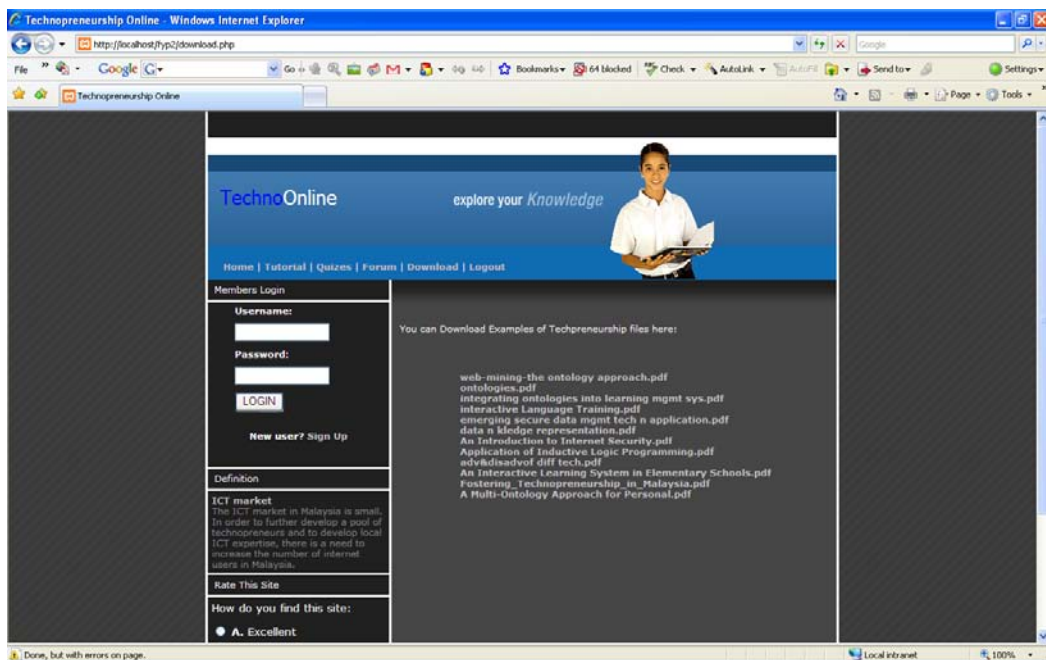 Technopreneurship Online - Windows Internet Explorer
http://localhost/fyp2/download.php
Google
File
»
Google
G
Go
Bookmarks
64 blocked
Check
AutoLink
AutoFill
Send to
Settings
Technopreneurship Online
Page
Tools
»
TechnoOnline
explore your Knowledge
Home | Tutorial | Quizes | Forum | Download | Logout
Members Login
Username:
Password:
LOGIN
New user? Sign Up
Definition
ICT market
The ICT market in Malaysia is small.
In order to further develop a pool of
technopreneurs and to develop local
ICT expertise, there is a need to
increase the number of internet
users in Malaysia.
Rate This Site
How do you find this site:
A. Excellent
You can Download Examples of Techpreneurship files here:
web-mining-the ontology approach.pdf
ontologies.pdf
integrating ontologies into learning mgmt sys.pdf
interactive Language Training.pdf
emerging secure data mgmt tech n application.pdf
data n kledge representation.pdf
An Introduction to Internet Security.pdf
Application of Inductive Logic Programming.pdf
adv&disadvof diff tech.pdf
An Interactive Learning System in Elementary Schools.pdf
Fostering_Technopreneurship_in_Malaysia.pdf
A Multi-Ontology Approach for Personal.pdf
Done, but with errors on page.
Local intranet
100%